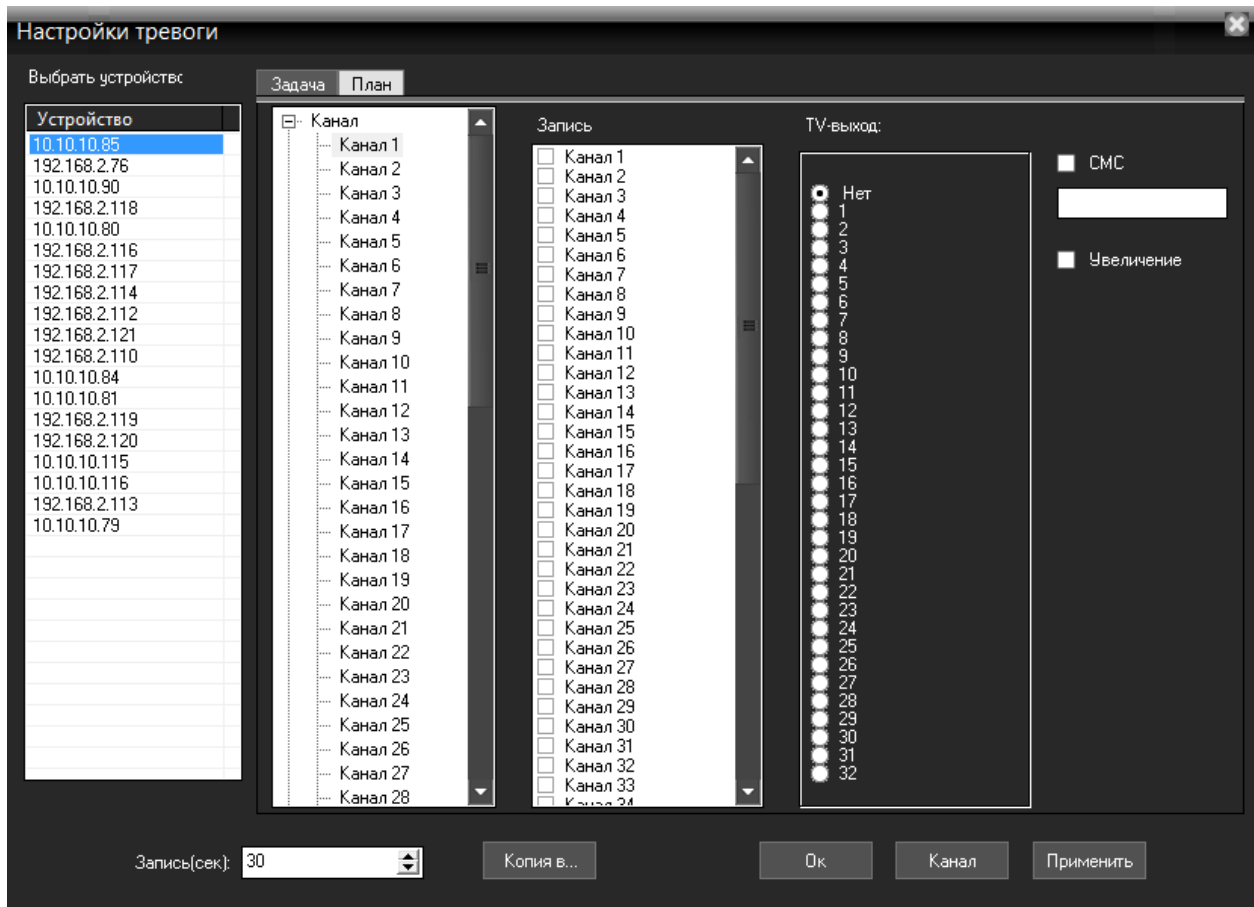 Настройки тревоги
Выбрать устройство
Задача План
Устройство
10.10.10.85
192.168.2.76
10.10.10.90
192.168.2.118
10.10.10.80
192.168.2.116
192.168.2.117
192.168.2.114
192.168.2.112
192.168.2.121
192.168.2.110
10.10.10.84
10.10.10.81
192.168.2.119
192.168.2.120
10.10.10.115
10.10.10.116
192.168.2.113
10.10.10.79
Канал
Канал 1
Канал 2
Канал 3
Канал 4
Канал 5
Канал 6
Канал 7
Канал 8
Канал 9
Канал 10
Канал 11
Канал 12
Канал 13
Канал 14
Канал 15
Канал 16
Канал 17
Канал 18
Канал 19
Канал 20
Канал 21
Канал 22
Канал 23
Канал 24
Канал 25
Канал 26
Канал 27
Канал 28
Запись
Канал 1
Канал 2
Канал 3
Канал 4
Канал 5
Канал 6
Канал 7
Канал 8
Канал 9
Канал 10
Канал 11
Канал 12
Канал 13
Канал 14
Канал 15
Канал 16
Канал 17
Канал 18
Канал 19
Канал 20
Канал 21
Канал 22
Канал 23
Канал 24
Канал 25
Канал 26
Канал 27
Канал 28
Канал 29
Канал 30
Канал 31
Канал 32
Канал 33
Канал 34
TV-выход:
Нет
1
2
3
4
5
6
7
8
9
10
11
12
13
14
15
16
17
18
19
20
21
22
23
24
25
26
27
28
29
30
31
32
СМС
Увеличение
Запись(сек): 30
Копия в...
Ок
Канал
Применить